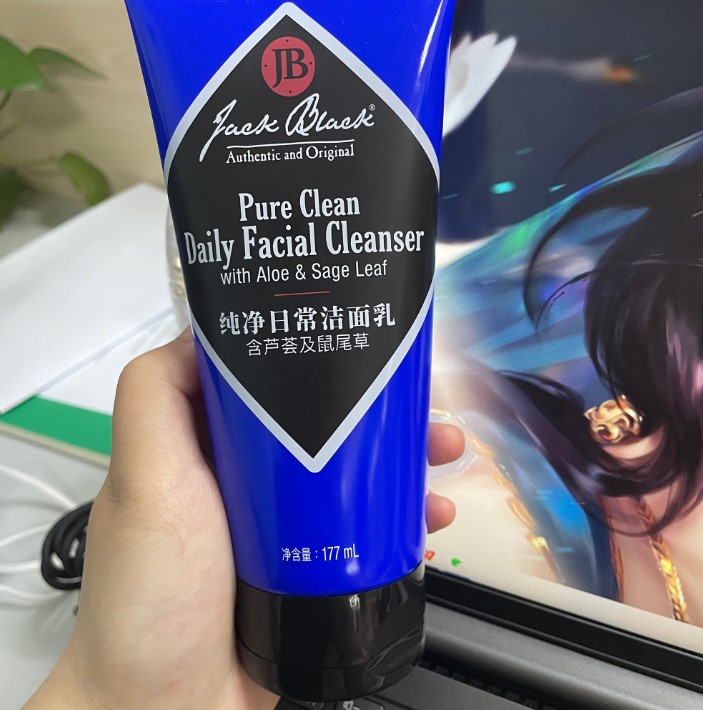 JB
Jack Black®
Authentic and Original
Pure Clean
Daily Facial Cleanser
with Aloe & Sage Leaf
纯净日常洁面乳
含芦荟及鼠尾草
净含量：177 mL